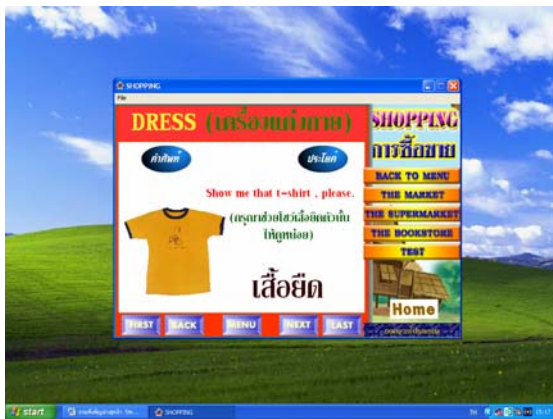 SHOPPING
File
DRESS (เครื่องแต่งกาย)
คำศัพท์
ประโยค
Show me that t-shirt , please.
(กรุณาช่วยโชว์เสื้อยืดตัวนั้น
ให้ดูหน่อย)
เสื้อยืด
FIRST
BACK
MENU
NEXT
LAST
SHOPPING
การซื้อขาย
BACK TO MENU
THE MARKET
THE SUPERMARKET
THE BOOKSTORE
TEST
Home
start
SHOPPING
15:17